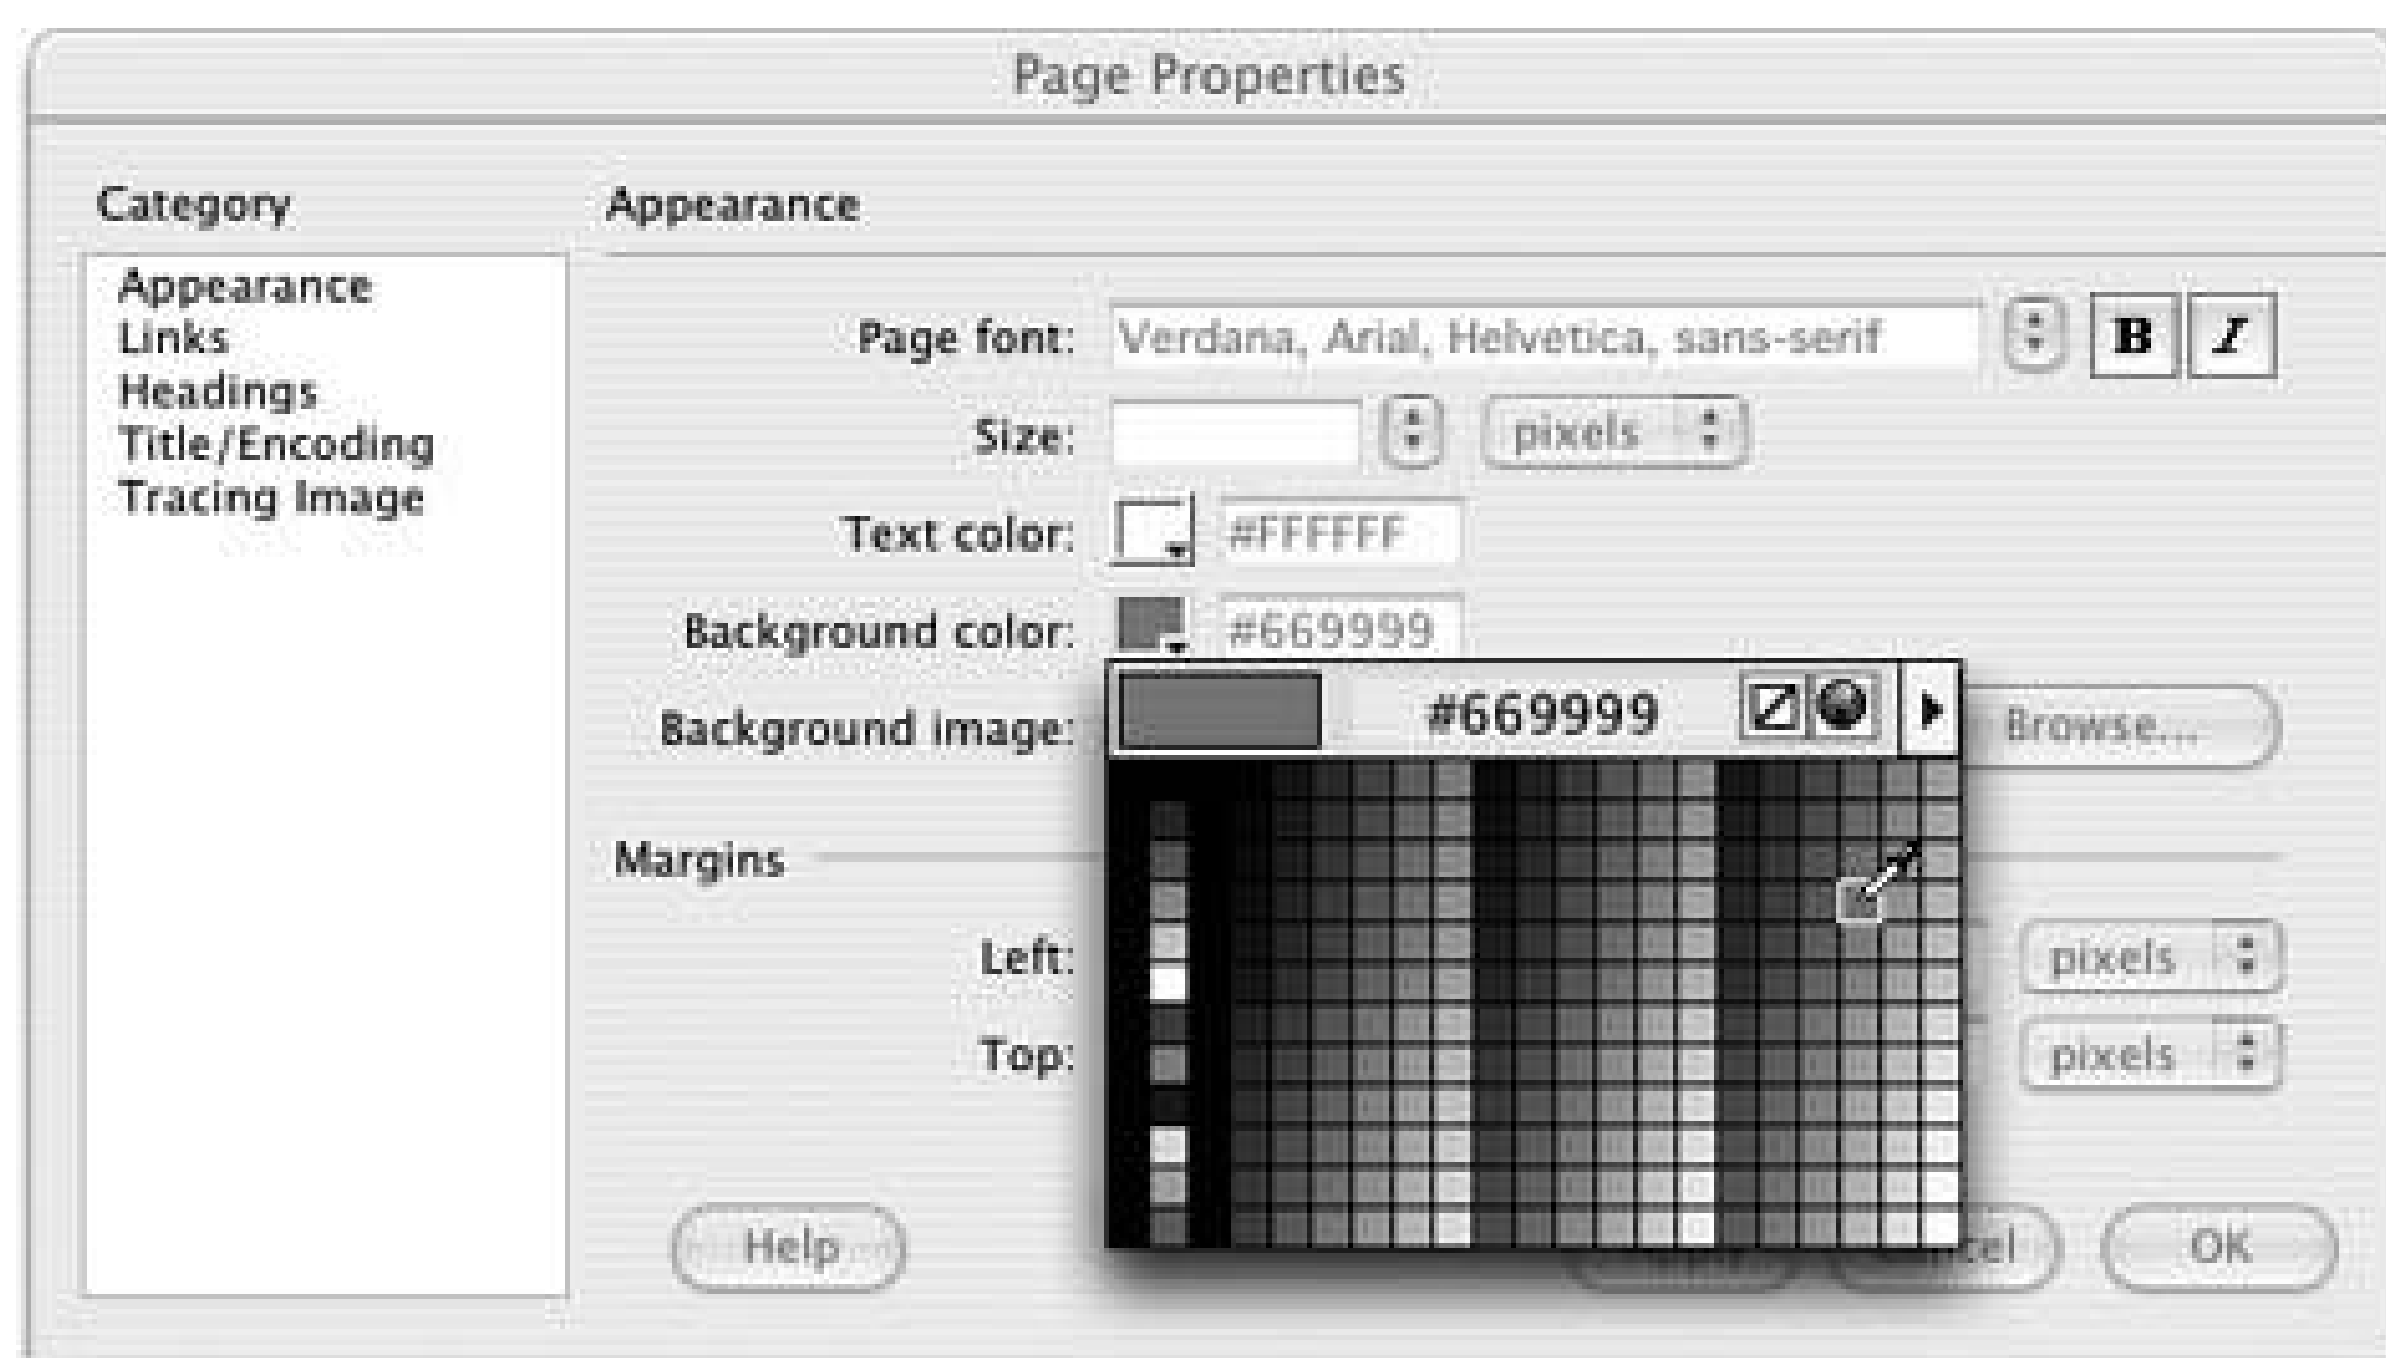 Page Properties
Category
Appearance
Appearance
Links
Headings
Title/Encoding
Tracing Image
Page font: Verdana, Arial, Helvetica, sans-serif B I
Size: pixels
Text color: #FFFFFF
Background color: #669999
#669999
Background image: Browse...
Margins
Left: pixels
Top: pixels
Help cel OK